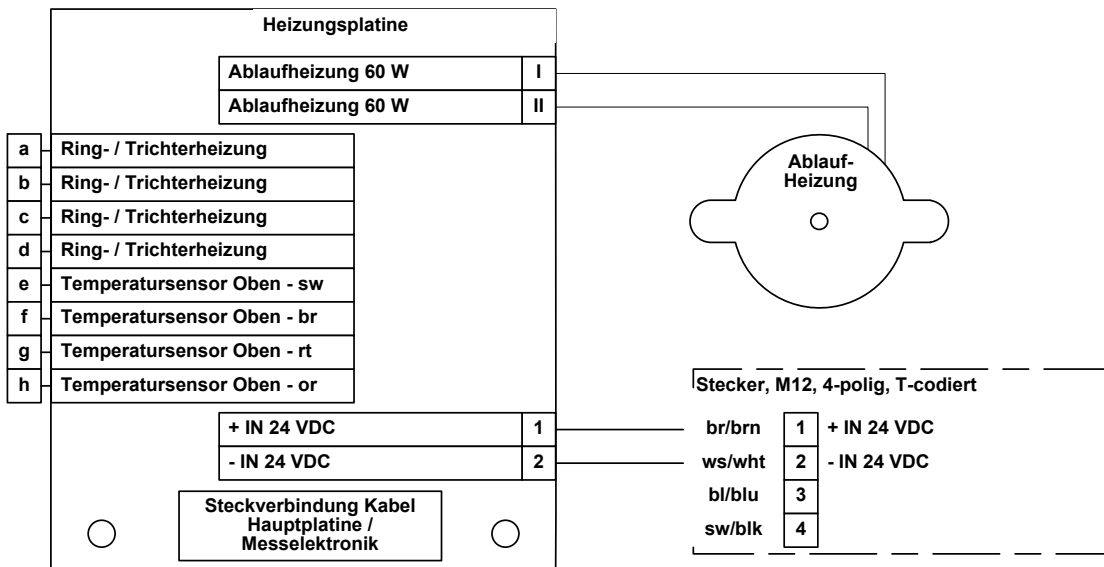 Heizungsplatine
Ablaufheizung 60 W I
Ablaufheizung 60 W II
a Ring- / Trichterheizung
b Ring- / Trichterheizung
c Ring- / Trichterheizung
d Ring- / Trichterheizung
e Temperatursensor Oben - sw
f Temperatursensor Oben - br
g Temperatursensor Oben - rt
h Temperatursensor Oben - or
+ IN 24 VDC 1
- IN 24 VDC 2
Steckverbindung Kabel
Hauptplatine /
Messelektronik
Ablauf-
Heizung
Stecker, M12, 4-polig, T-codiert
br/brn 1 + IN 24 VDC
ws/wht 2 - IN 24 VDC
bl/blu 3
sw/blk 4